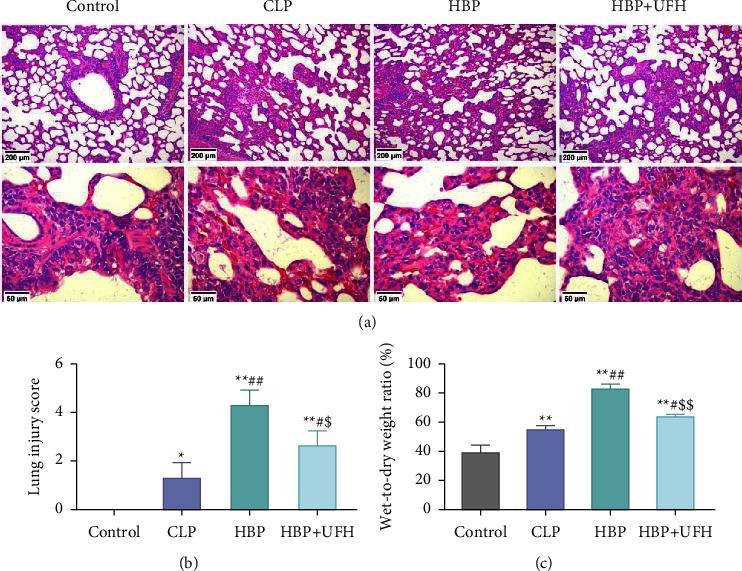 Control CLP HBP HBP+UFH
200 μm 200 μm 200 μm 200 μm
50 μm 50 μm 50 μm 50 μm
(a)
Lung injury score
6
4
2
0
*
**##
**#$
Control CLP HBP HBP+UFH
(b)
Wet-to-dry weight ratio (%)
100
80
60
40
20
0
**
**##
**#$$
Control CLP HBP HBP+UFH
(c)